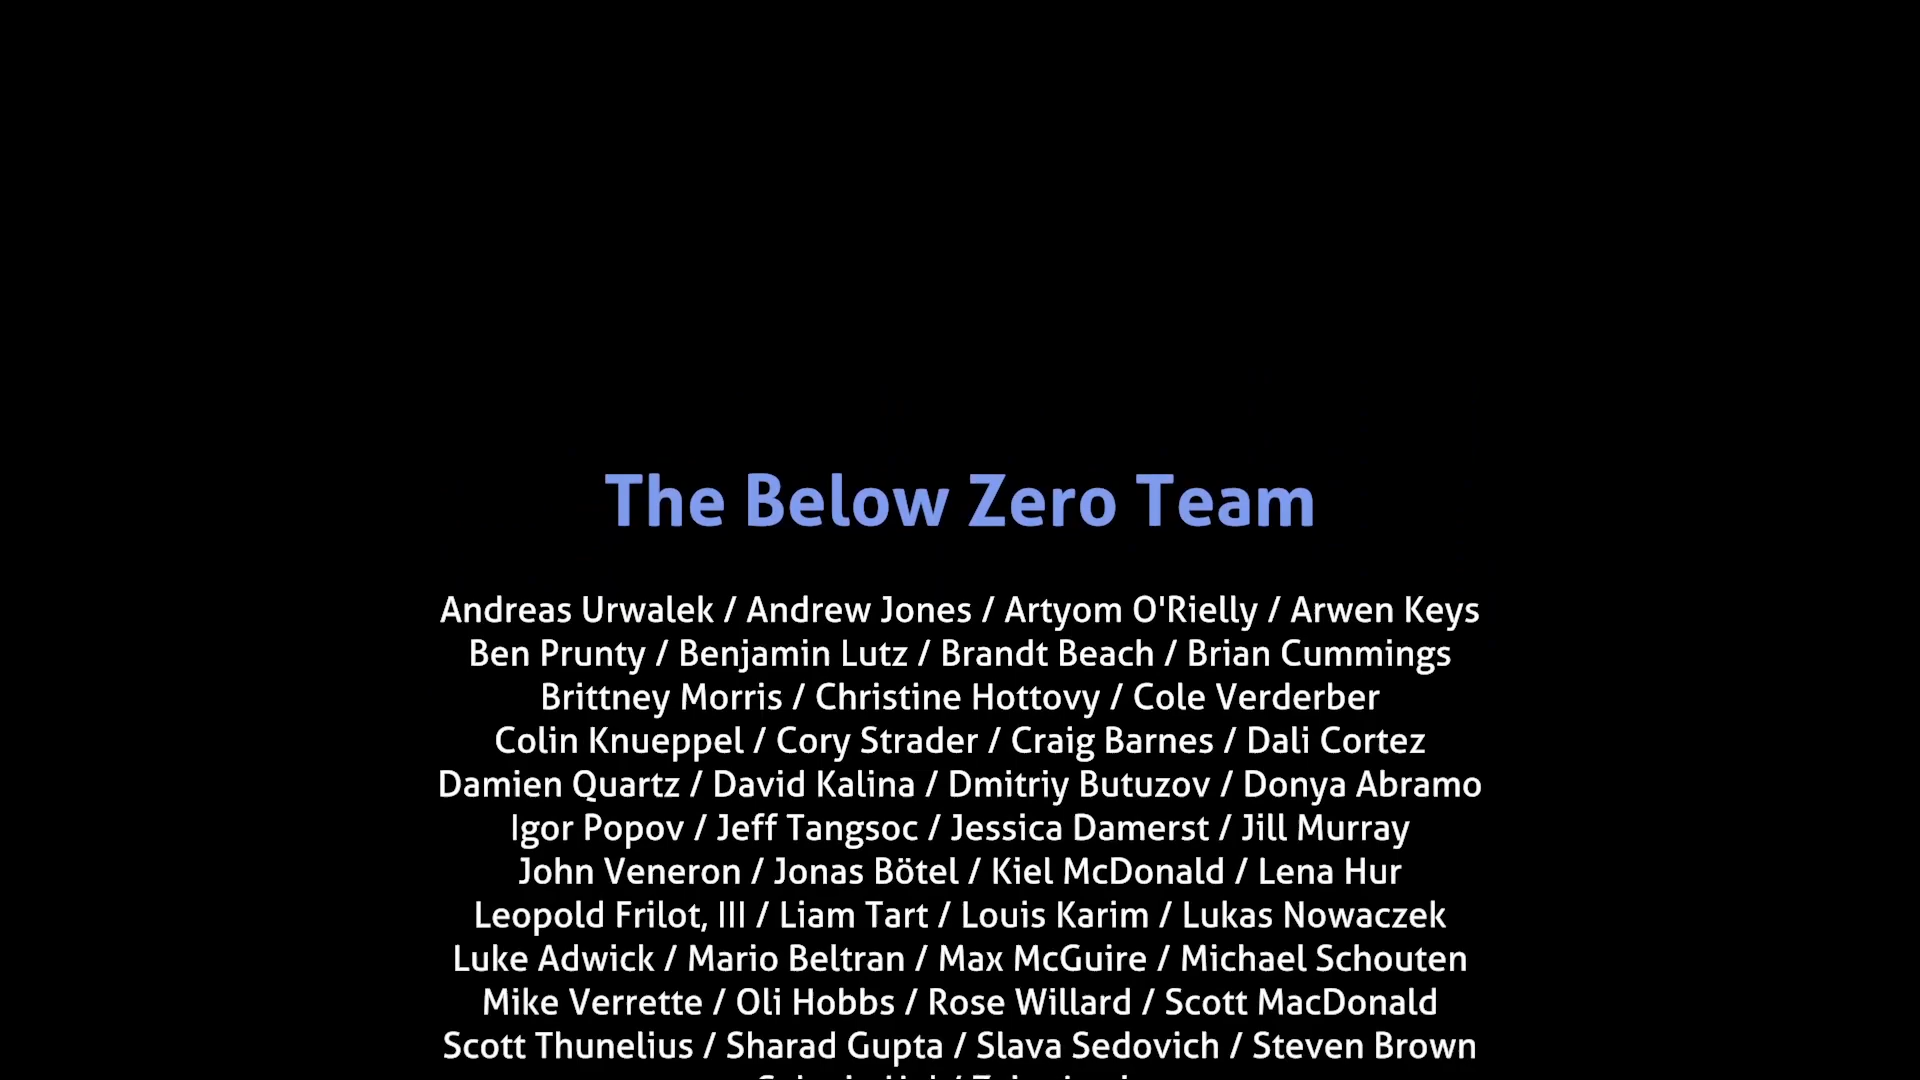 The Below Zero Team
Andreas Urwalek / Andrew Jones / Artyom O'Rielly / Arwen Keys
Ben Prunty / Benjamin Lutz / Brandt Beach / Brian Cummings
Brittney Morris / Christine Hottovy / Cole Verderber
Colin Knueppel / Cory Strader / Craig Barnes / Dali Cortez
Damien Quartz / David Kalina / Dmitriy Butuzov / Donya Abramo
Igor Popov / Jeff Tangsoc / Jessica Damerst / Jill Murray
John Veneron / Jonas Bötel / Kiel McDonald / Lena Hur
Leopold Frilot, III / Liam Tart / Louis Karim / Lukas Nowaczek
Luke Adwick / Mario Beltran / Max McGuire / Michael Schouten
Mike Verrette / Oli Hobbs / Rose Willard / Scott MacDonald
Scott Thunelius / Sharad Gupta / Slava Sedovich / Steven Brown